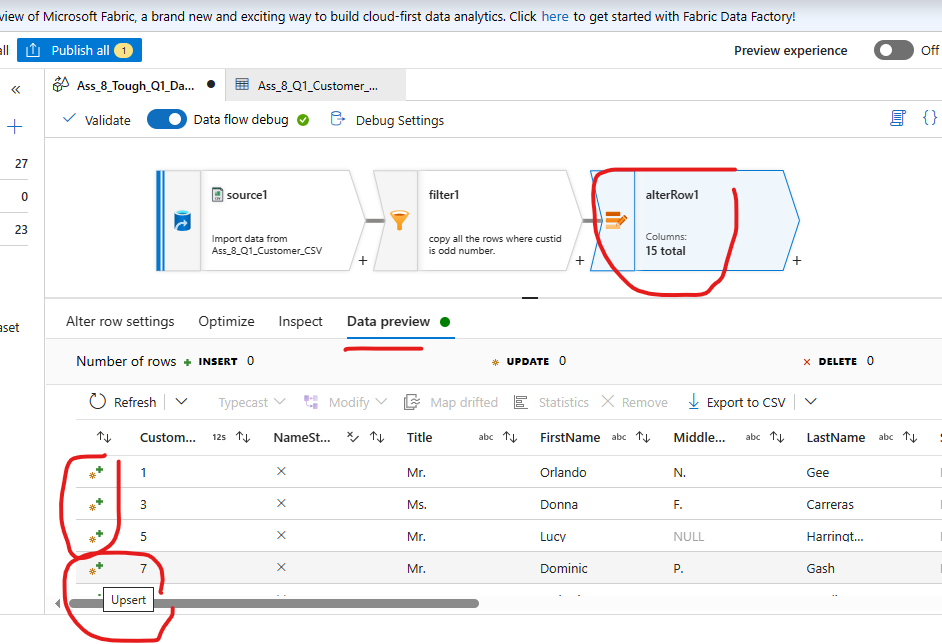 view of Microsoft Fabric, a brand new and exciting way to build cloud-first data analytics. Click here to get started with Fabric Data Factory!
all Publish all 1 Preview experience Off
« Ass_8_Tough_Q1_Da... Ass_8_Q1_Customer_...
Validate Data flow debug Debug Settings {}
27
0
23
source1
Import data from
Ass_8_Q1_Customer_CSV
+
filter1
copy all the rows where custid
is odd number.
+
alterRow1
Columns:
15 total
+
aset
Alter row settings Optimize Inspect Data preview
Number of rows + INSERT 0 UPDATE 0 × DELETE 0
Refresh Typecast Modify Map drifted Statistics Remove Export to CSV
Custom... 12s NameSt... Title abc FirstName abc Middle... abc LastName abc
1 × Mr. Orlando N. Gee
3 × Ms. Donna F. Carreras
5 × Mr. Lucy NULL Harringt...
7 × Mr. Dominic P. Gash
Upsert